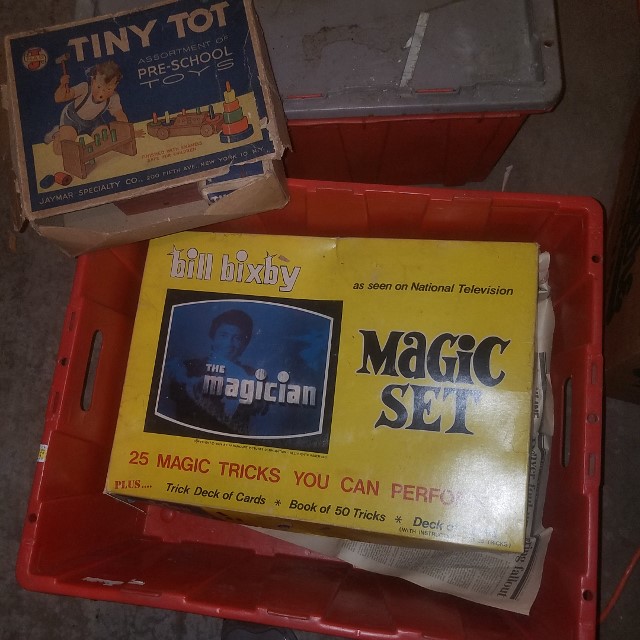 TINY TOT
ASSORTMENT OF
PRE-SCHOOL
TOYS
JAYMAR SPECIALTY CO., 200 FIFTH AVE., NEW YORK 10 N.Y.
bill bixby
as seen on National Television
THE
magician
MAGIC
SET
25 MAGIC TRICKS YOU CAN PERFO
PLUS....
Trick Deck of Cards * Book of 50 Tricks * Deck of